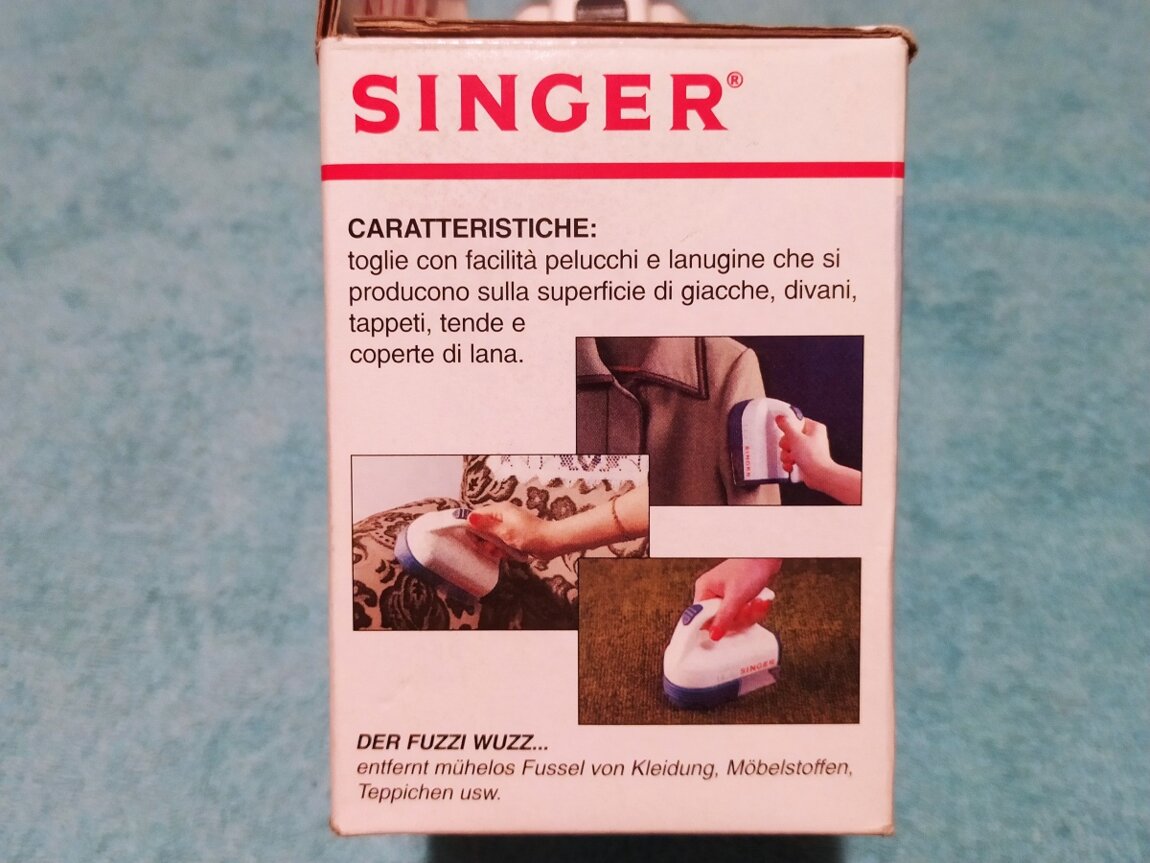 SINGER®
CARATTERISTICHE:
toglie con facilità pelucchi e lanugine che si
producono sulla superficie di giacche, divani,
tappeti, tende e
coperte di lana.
SINGER
SINGER
DER FUZZI WUZZ...
entfernt mühelos Fussel von Kleidung, Möbelstoffen,
Teppichen usw.